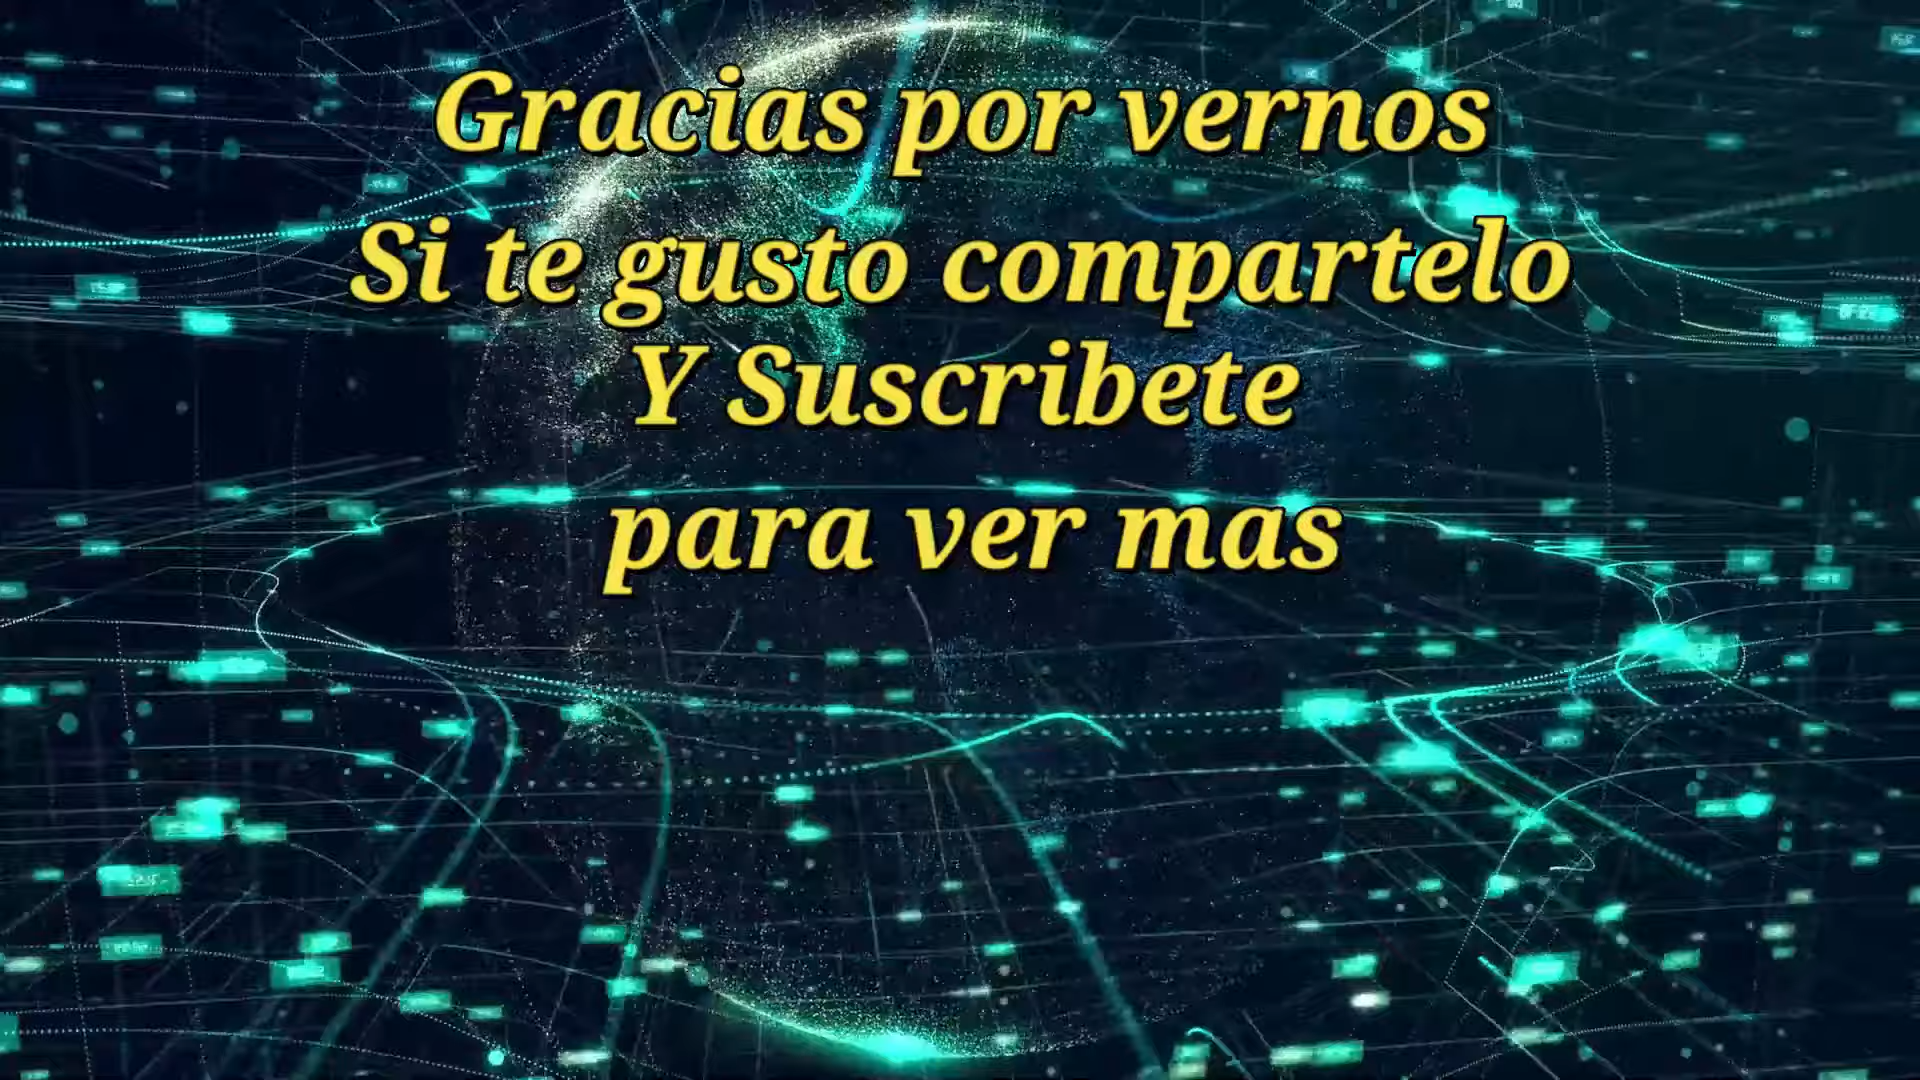 Gracias por vernos
Si te gusto compartelo
Y Suscribete
para ver mas